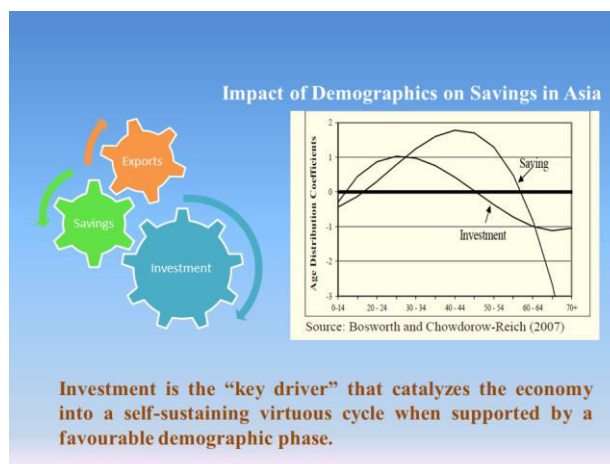 Impact of Demographics on Savings in Asia
Exports
Savings
Investment
Age Distribution Coefficients
2
1
0
-1
-2
-3
Saying
Investment
0-14
20 - 24
30 - 34
40 - 44
50 - 54
60 - 64
70+
Source: Bosworth and Chowdorow-Reich (2007)
Investment is the “key driver” that catalyzes the economy
into a self-sustaining virtuous cycle when supported by a
favourable demographic phase.